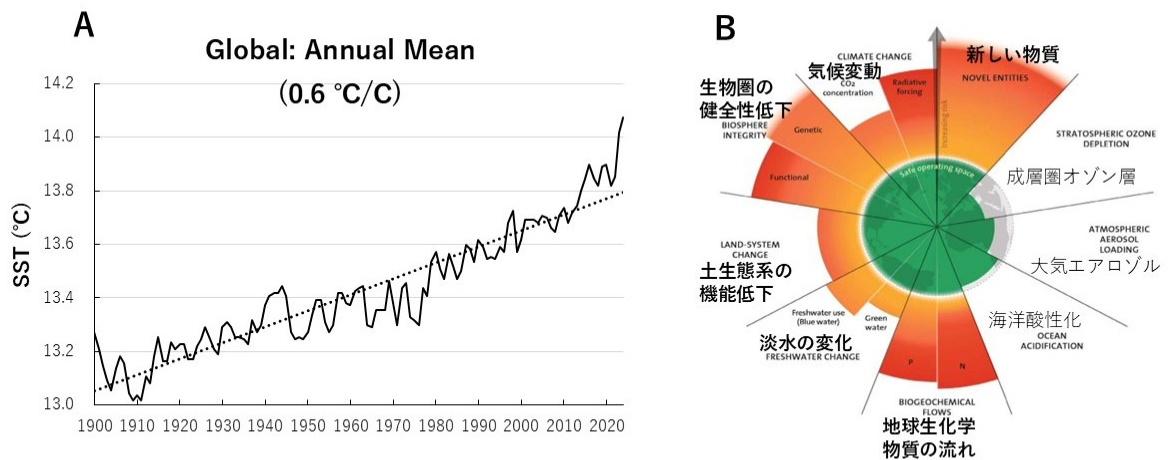 A
Global: Annual Mean
(0.6 ℃/C)
SST (℃)
14.2
14.0
13.8
13.6
13.4
13.2
13.0
1900 1910 1920 1930 1940 1950 1960 1970 1980 1990 2000 2010 2020
B
CLIMATE CHANGE
気候変動
CO₂
concentration
Radiative
forcing
新しい物質
NOVEL ENTITIES
Increasing risk
生物圏の
健全性低下
BIOSPHERE
INTEGRITY
Genetic
Functional
Safe operating space
STRATOSPHERIC OZONE
DEPLETION
成層圏オゾン層
ATMOSPHERIC
AEROSOL
LOADING
大気エアロゾル
LAND-SYSTEM
CHANGE
土生態系の
機能低下
Freshwater use
(Blue water)
Green
water
淡水の変化
FRESHWATER CHANGE
海洋酸性化
OCEAN
ACIDIFICATION
P
N
BIOGEOCHEMICAL
FLOWS
地球生化学
物質の流れ